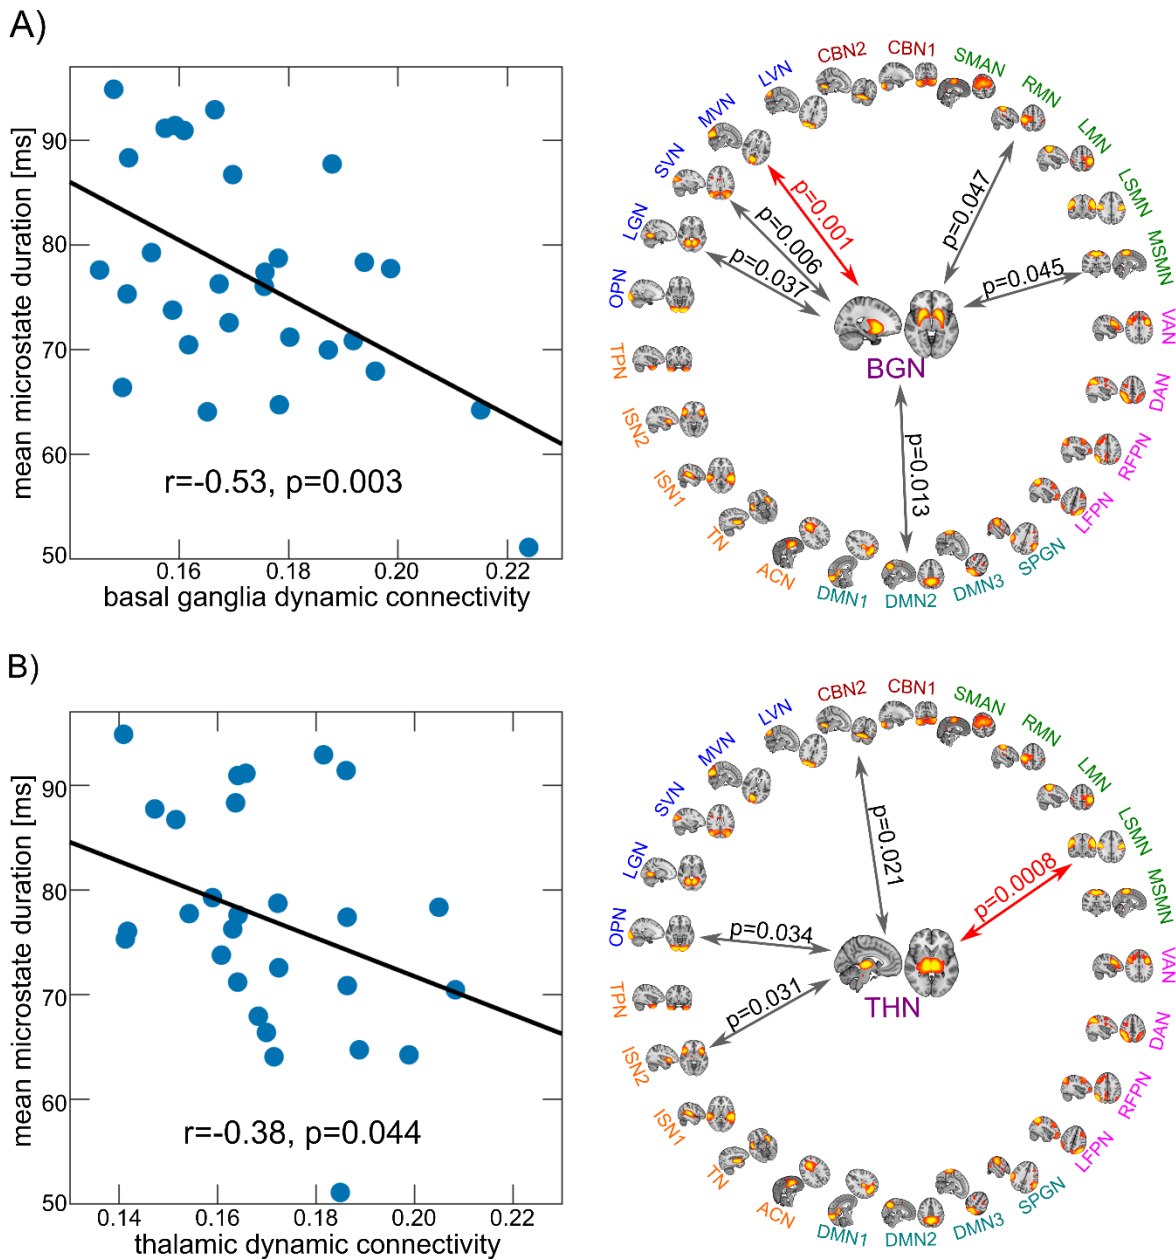 A)
mean microstate duration [ms]
90
80
70
60
50
0.16
0.18
0.20
0.22
basal ganglia dynamic connectivity
r=-0.53, p=0.003
CBN2
CBN1
SMAN
RMN
LMN
LSMN
MSMN
VAN
DAN
RFPN
LFPN
SPGN
DMN3
DMN2
DMN1
ACN
TN
ISN1
ISN2
TPN
OPN
LGN
SVN
MVN
LVN
p=0.001
p=0.006
p=0.037
p=0.047
p=0.045
p=0.013
BGN
B)
mean microstate duration [ms]
90
80
70
60
50
0.14
0.16
0.18
0.20
0.22
thalamic dynamic connectivity
r=-0.38, p=0.044
CBN2
CBN1
SMAN
RMN
LMN
LSMN
MSMN
VAN
DAN
RFPN
LFPN
SPGN
DMN3
DMN2
DMN1
ACN
TN
ISN1
ISN2
TPN
OPN
LGN
SVN
MVN
LVN
p=0.021
p=0.0008
p=0.034
p=0.031
THN